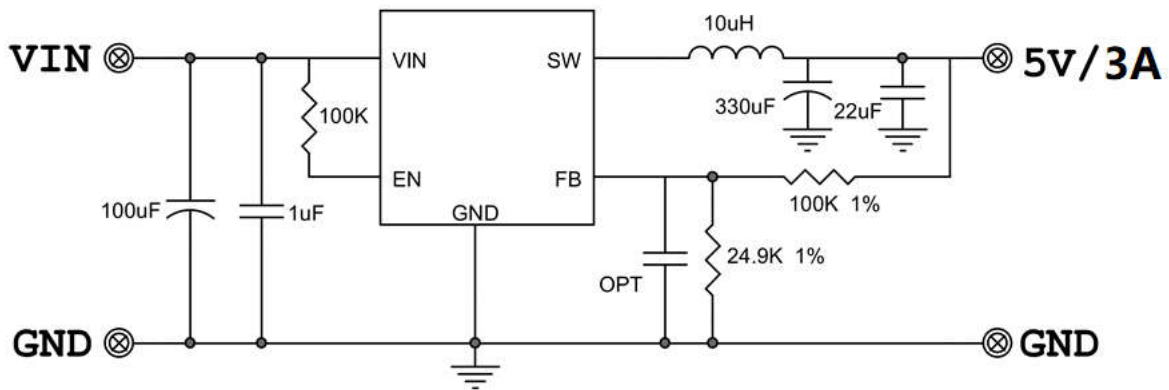 10uH
VIN
VIN
SW
5V/3A
100K
330uF
22uF
EN
FB
100K 1%
100uF
1uF
GND
24.9K 1%
OPT
GND
GND